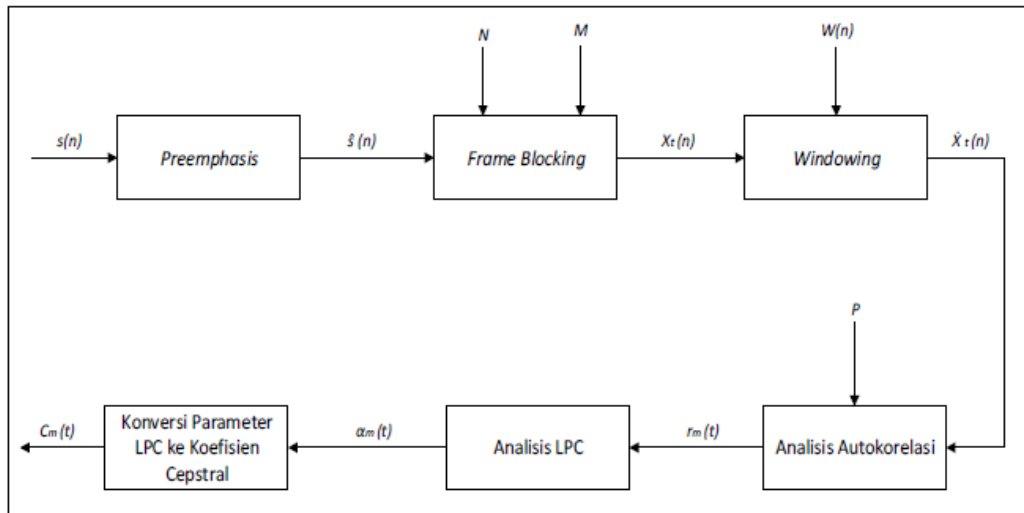 N
M
W(n)
s(n)
Preemphasis
ŝ (n)
Frame Blocking
Xt (n)
Windowing
Ẋ t (n)
P
Cm (t)
Konversi Parameter
LPC ke Koefisien
Cepstral
αm (t)
Analisis LPC
rm (t)
Analisis Autokorelasi